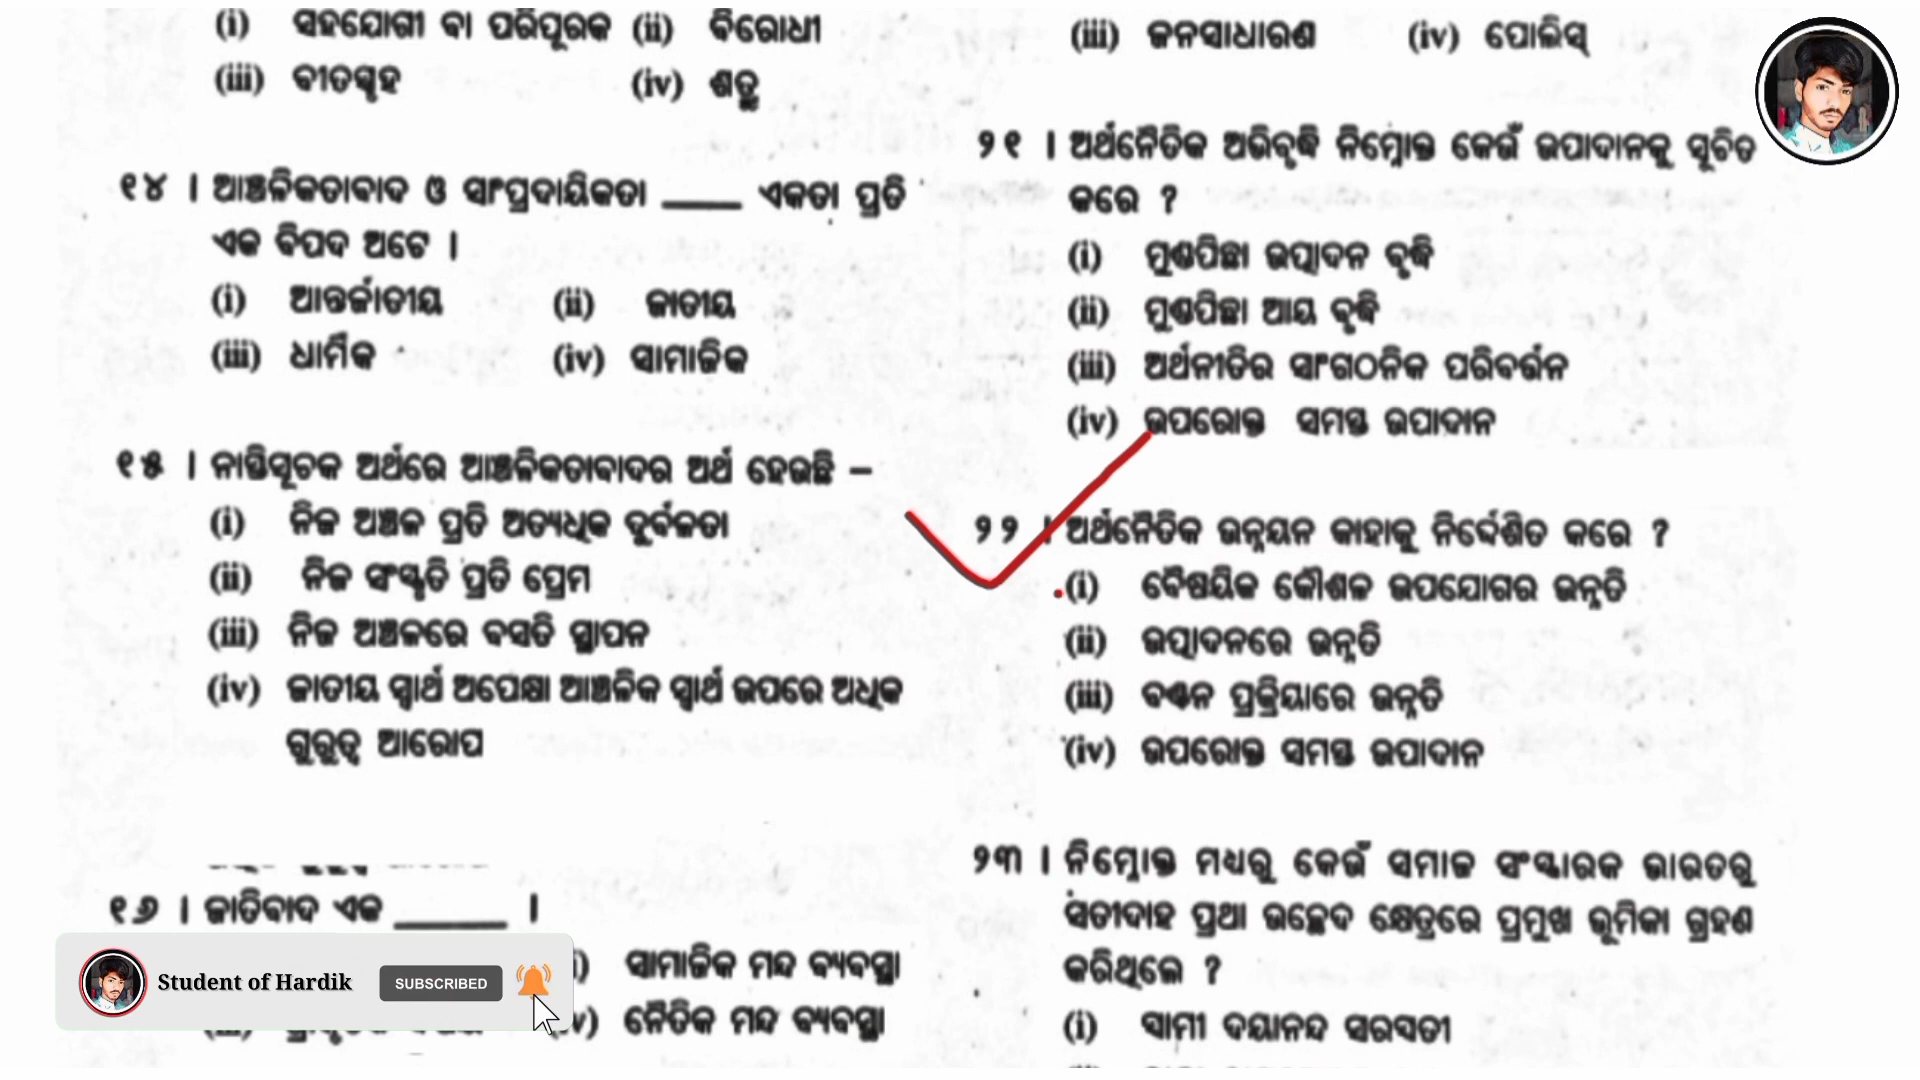 (i) ସହଯୋଗୀ ବା ପରିପୂରକ (ii) ବିରୋଧୀ
(iii) ବୀତସ୍ପୃହ (iv) ଶତ୍ରୁ
୧୪ । ଆଞ୍ଚଳିକତାବାଦ ଓ ସାଂପ୍ରଦାୟିକତା ____ ଏକତା ପ୍ରତି
ଏକ ବିପଦ ଅଟେ ।
(i) ଆନ୍ତର୍ଜାତୀୟ (ii) ଜାତୀୟ
(iii) ଧାର୍ମିକ (iv) ସାମାଜିକ
୧୫ । ନାସ୍ତିସୂଚକ ଅର୍ଥରେ ଆଞ୍ଚଳିକତାବାଦର ଅର୍ଥ ହେଉଛି –
(i) ନିଜ ଅଞ୍ଚଳ ପ୍ରତି ଅତ୍ୟଧିକ ଦୁର୍ବଳତା
(ii) ନିଜ ସଂସ୍କୃତି ପ୍ରତି ପ୍ରେମ
(iii) ନିଜ ଅଞ୍ଚଳରେ ବସତି ସ୍ଥାପନ
(iv) ଜାତୀୟ ସ୍ୱାର୍ଥ ଅପେକ୍ଷା ଆଞ୍ଚଳିକ ସ୍ୱାର୍ଥ ଉପରେ ଅଧିକ
ଗୁରୁତ୍ୱ ଆରୋପ
୧୬ । ଜାତିବାଦ ଏକ ______ ।
ସାମାଜିକ ମନ୍ଦ ବ୍ୟବସ୍ଥା
ନୈତିକ ମନ୍ଦ ବ୍ୟବସ୍ଥା
Student of Hardik SUBSCRIBED
(iii) ଜନସାଧାରଣ (iv) ପୋଲିସ୍
୨୧ । ଅର୍ଥନୈତିକ ଅଭିବୃଦ୍ଧି ନିମ୍ନୋକ୍ତ କେଉଁ ଉପାଦାନକୁ ସୂଚିତ
କରେ ?
(i) ମୁଣ୍ଡପିଛା ଉତ୍ପାଦନ ବୃଦ୍ଧି
(ii) ମୁଣ୍ଡପିଛା ଆୟ ବୃଦ୍ଧି
(iii) ଅର୍ଥନୀତିର ସାଂଗଠନିକ ପରିବର୍ତ୍ତନ
(iv) ଉପରୋକ୍ତ ସମସ୍ତ ଉପାଦାନ
୨୨ । ଅର୍ଥନୈତିକ ଉନ୍ନୟନ କାହାକୁ ନିର୍ଦ୍ଦେଶିତ କରେ ?
(i) ବୈଷୟିକ କୌଶଳ ଉପଯୋଗର ଉନ୍ନତି
(ii) ଉତ୍ପାଦନରେ ଉନ୍ନତି
(iii) ବଣ୍ଟନ ପ୍ରକ୍ରିୟାରେ ଉନ୍ନତି
(iv) ଉପରୋକ୍ତ ସମସ୍ତ ଉପାଦାନ
୨୩ । ନିମ୍ନୋକ୍ତ ମଧ୍ୟରୁ କେଉଁ ସମାଜ ସଂସ୍କାରକ ଭାରତରୁ
ସତୀଦାହ ପ୍ରଥା ଉଚ୍ଛେଦ କ୍ଷେତ୍ରରେ ପ୍ରମୁଖ ଭୂମିକା ଗ୍ରହଣ
କରିଥିଲେ ?
(i) ସ୍ୱାମୀ ଦୟାନନ୍ଦ ସରସ୍ୱତୀ